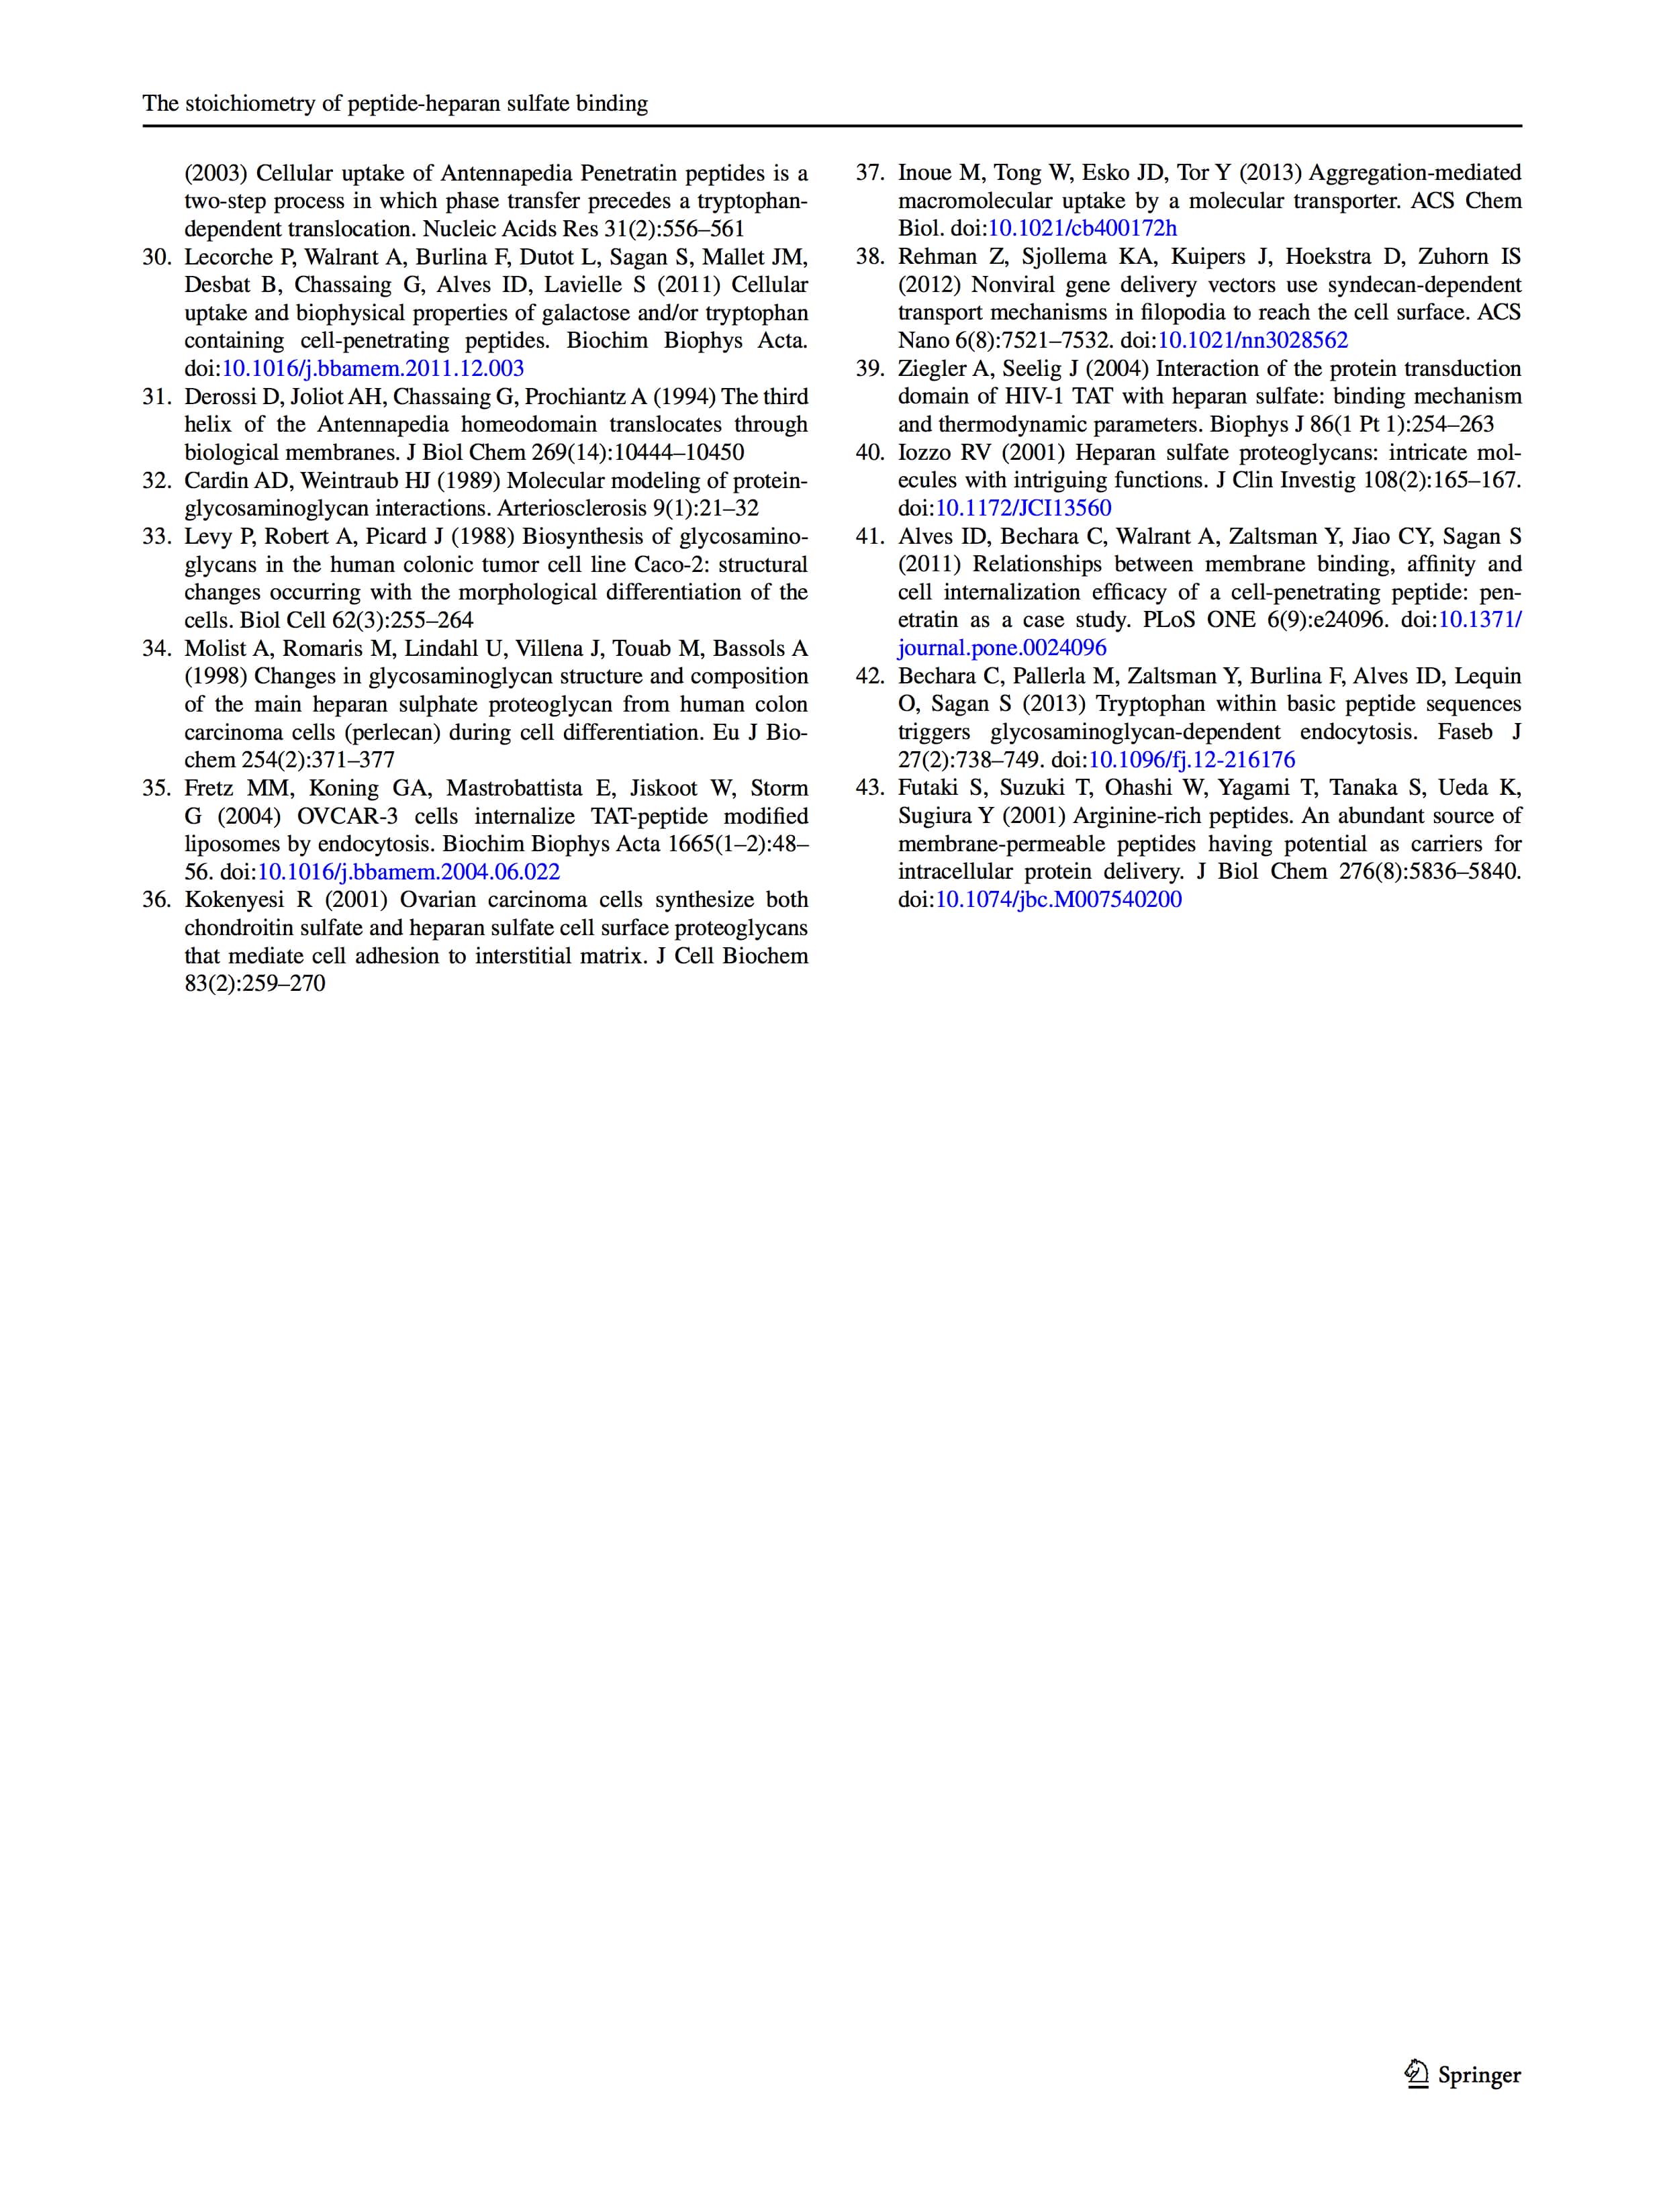 The stoichiometry of peptide-heparan sulfate binding
(2003) Cellular uptake of Antennapedia Penetratin peptides is a
two-step process in which phase transfer precedes a tryptophan-
dependent translocation. Nucleic Acids Res 31(2):556–561
30. Lecorche P, Walrant A, Burlina F, Dutot L, Sagan S, Mallet JM,
Desbat B, Chassaing G, Alves ID, Lavielle S (2011) Cellular
uptake and biophysical properties of galactose and/or tryptophan
containing cell-penetrating peptides. Biochim Biophys Acta.
doi:10.1016/j.bbamem.2011.12.003
31. Derossi D, Joliot AH, Chassaing G, Prochiantz A (1994) The third
helix of the Antennapedia homeodomain translocates through
biological membranes. J Biol Chem 269(14):10444–10450
32. Cardin AD, Weintraub HJ (1989) Molecular modeling of protein-
glycosaminoglycan interactions. Arteriosclerosis 9(1):21–32
33. Levy P, Robert A, Picard J (1988) Biosynthesis of glycosamino-
glycans in the human colonic tumor cell line Caco-2: structural
changes occurring with the morphological differentiation of the
cells. Biol Cell 62(3):255–264
34. Molist A, Romaris M, Lindahl U, Villena J, Touab M, Bassols A
(1998) Changes in glycosaminoglycan structure and composition
of the main heparan sulphate proteoglycan from human colon
carcinoma cells (perlecan) during cell differentiation. Eu J Bio-
chem 254(2):371–377
35. Fretz MM, Koning GA, Mastrobattista E, Jiskoot W, Storm
G (2004) OVCAR-3 cells internalize TAT-peptide modified
liposomes by endocytosis. Biochim Biophys Acta 1665(1–2):48–
56. doi:10.1016/j.bbamem.2004.06.022
36. Kokenyesi R (2001) Ovarian carcinoma cells synthesize both
chondroitin sulfate and heparan sulfate cell surface proteoglycans
that mediate cell adhesion to interstitial matrix. J Cell Biochem
83(2):259–270
37. Inoue M, Tong W, Esko JD, Tor Y (2013) Aggregation-mediated
macromolecular uptake by a molecular transporter. ACS Chem
Biol. doi:10.1021/cb400172h
38. Rehman Z, Sjollema KA, Kuipers J, Hoekstra D, Zuhorn IS
(2012) Nonviral gene delivery vectors use syndecan-dependent
transport mechanisms in filopodia to reach the cell surface. ACS
Nano 6(8):7521–7532. doi:10.1021/nn3028562
39. Ziegler A, Seelig J (2004) Interaction of the protein transduction
domain of HIV-1 TAT with heparan sulfate: binding mechanism
and thermodynamic parameters. Biophys J 86(1 Pt 1):254–263
40. Iozzo RV (2001) Heparan sulfate proteoglycans: intricate mol-
ecules with intriguing functions. J Clin Investig 108(2):165–167.
doi:10.1172/JCI13560
41. Alves ID, Bechara C, Walrant A, Zaltsman Y, Jiao CY, Sagan S
(2011) Relationships between membrane binding, affinity and
cell internalization efficacy of a cell-penetrating peptide: pen-
etratin as a case study. PLoS ONE 6(9):e24096. doi:10.1371/
journal.pone.0024096
42. Bechara C, Pallerla M, Zaltsman Y, Burlina F, Alves ID, Lequin
O, Sagan S (2013) Tryptophan within basic peptide sequences
triggers glycosaminoglycan-dependent endocytosis. Faseb J
27(2):738–749. doi:10.1096/fj.12-216176
43. Futaki S, Suzuki T, Ohashi W, Yagami T, Tanaka S, Ueda K,
Sugiura Y (2001) Arginine-rich peptides. An abundant source of
membrane-permeable peptides having potential as carriers for
intracellular protein delivery. J Biol Chem 276(8):5836–5840.
doi:10.1074/jbc.M007540200
Springer